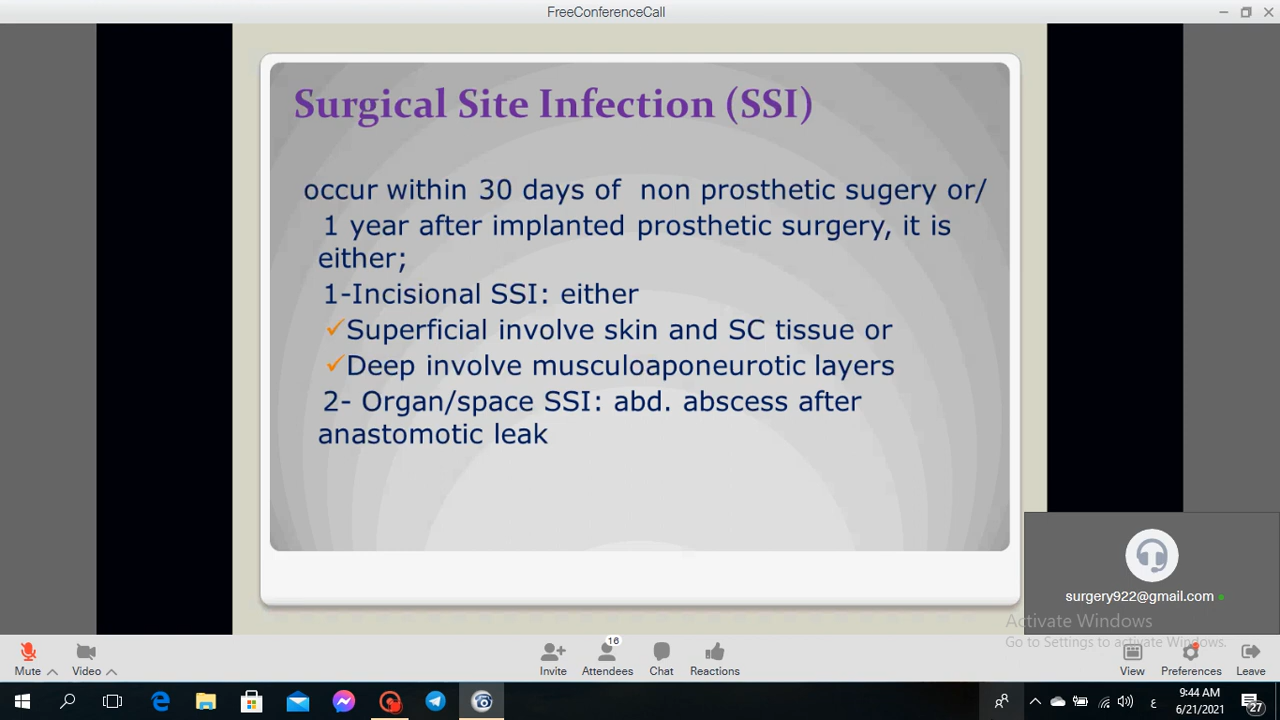 FreeConferenceCall
Surgical Site Infection (SSI)
occur within 30 days of non prosthetic sugery or/
1 year after implanted prosthetic surgery, it is
either;
1-Incisional SSI: either
✓Superficial involve skin and SC tissue or
✓Deep involve musculoaponeurotic layers
2- Organ/space SSI: abd. abscess after
anastomotic leak
surgery922@gmail.com
Activate Windows
Go to Settings to activate Windows.
16
Mute Video Invite Attendees Chat Reactions View Preferences Leave
ع 9:44 AM
6/21/2021 27